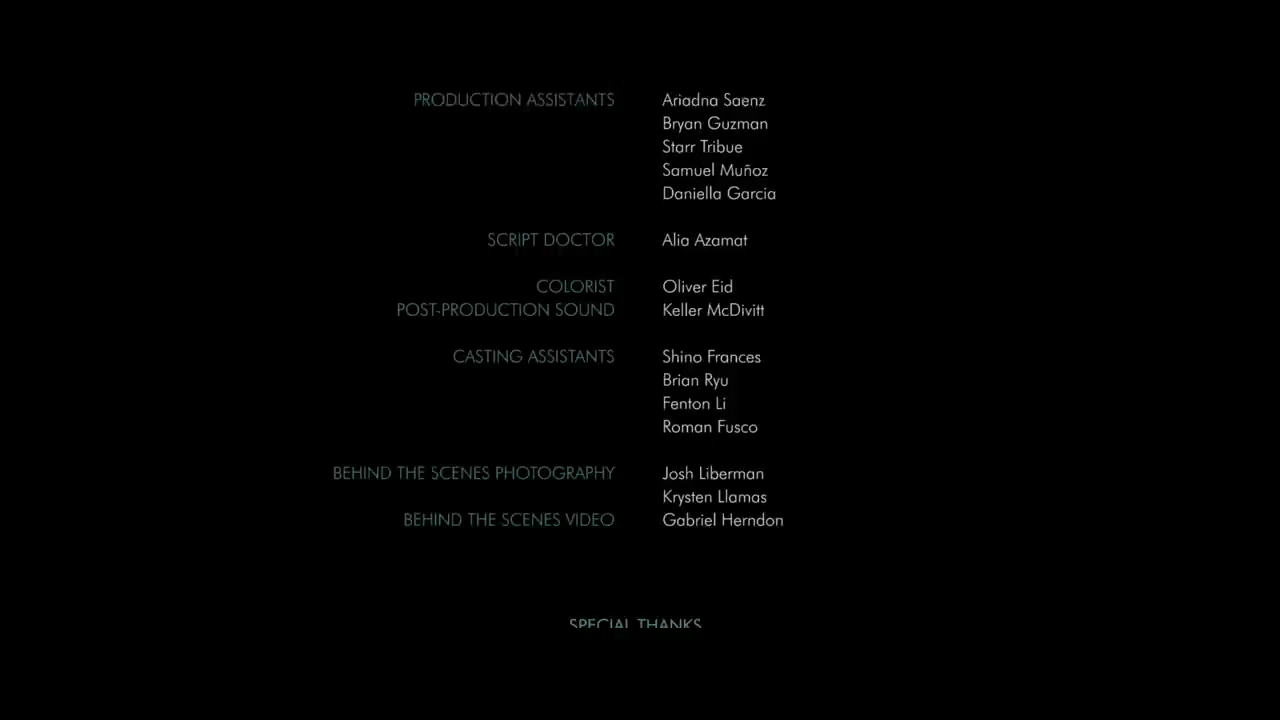 PRODUCTION ASSISTANTS Ariadna Saenz
Bryan Guzman
Starr Tribue
Samuel Muñoz
Daniella Garcia
SCRIPT DOCTOR Alia Azamat
COLORIST Oliver Eid
POST-PRODUCTION SOUND Keller McDivitt
CASTING ASSISTANTS Shino Frances
Brian Ryu
Fenton Li
Roman Fusco
BEHIND THE SCENES PHOTOGRAPHY Josh Liberman
Krysten Llamas
BEHIND THE SCENES VIDEO Gabriel Herndon
SPECIAL THANKS